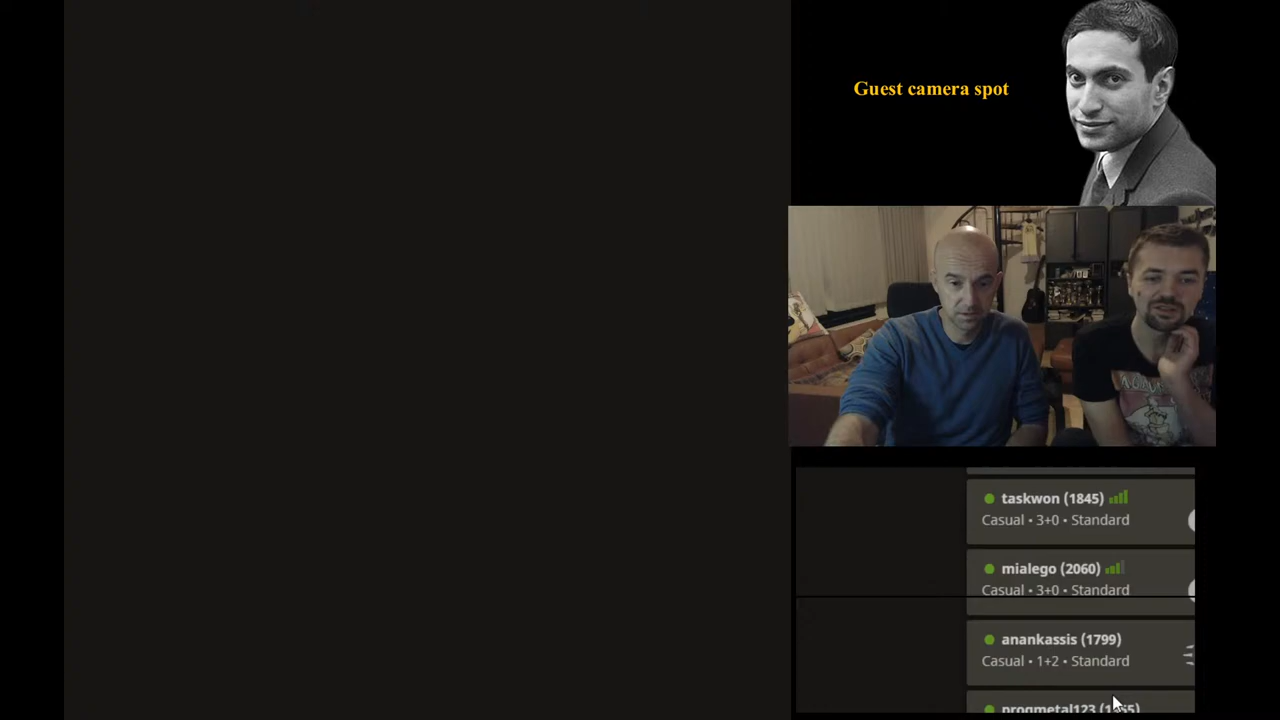 Guest camera spot
taskwon (1845)
Casual • 3+0 • Standard
mialego (2060)
Casual • 3+0 • Standard
anankassis (1799)
Casual • 1+2 • Standard
progmetal123